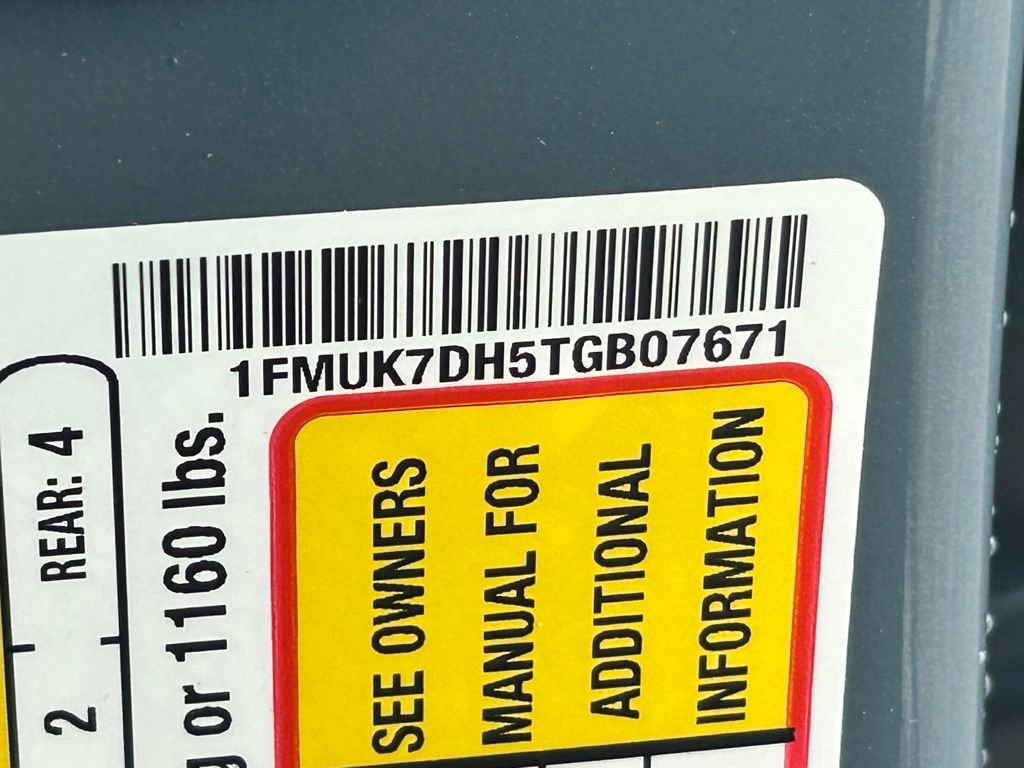 1FMUK7DH5TGB07671
2 REAR: 4
or 1160 lbs.
SEE OWNERS
MANUAL FOR
ADDITIONAL
INFORMATION